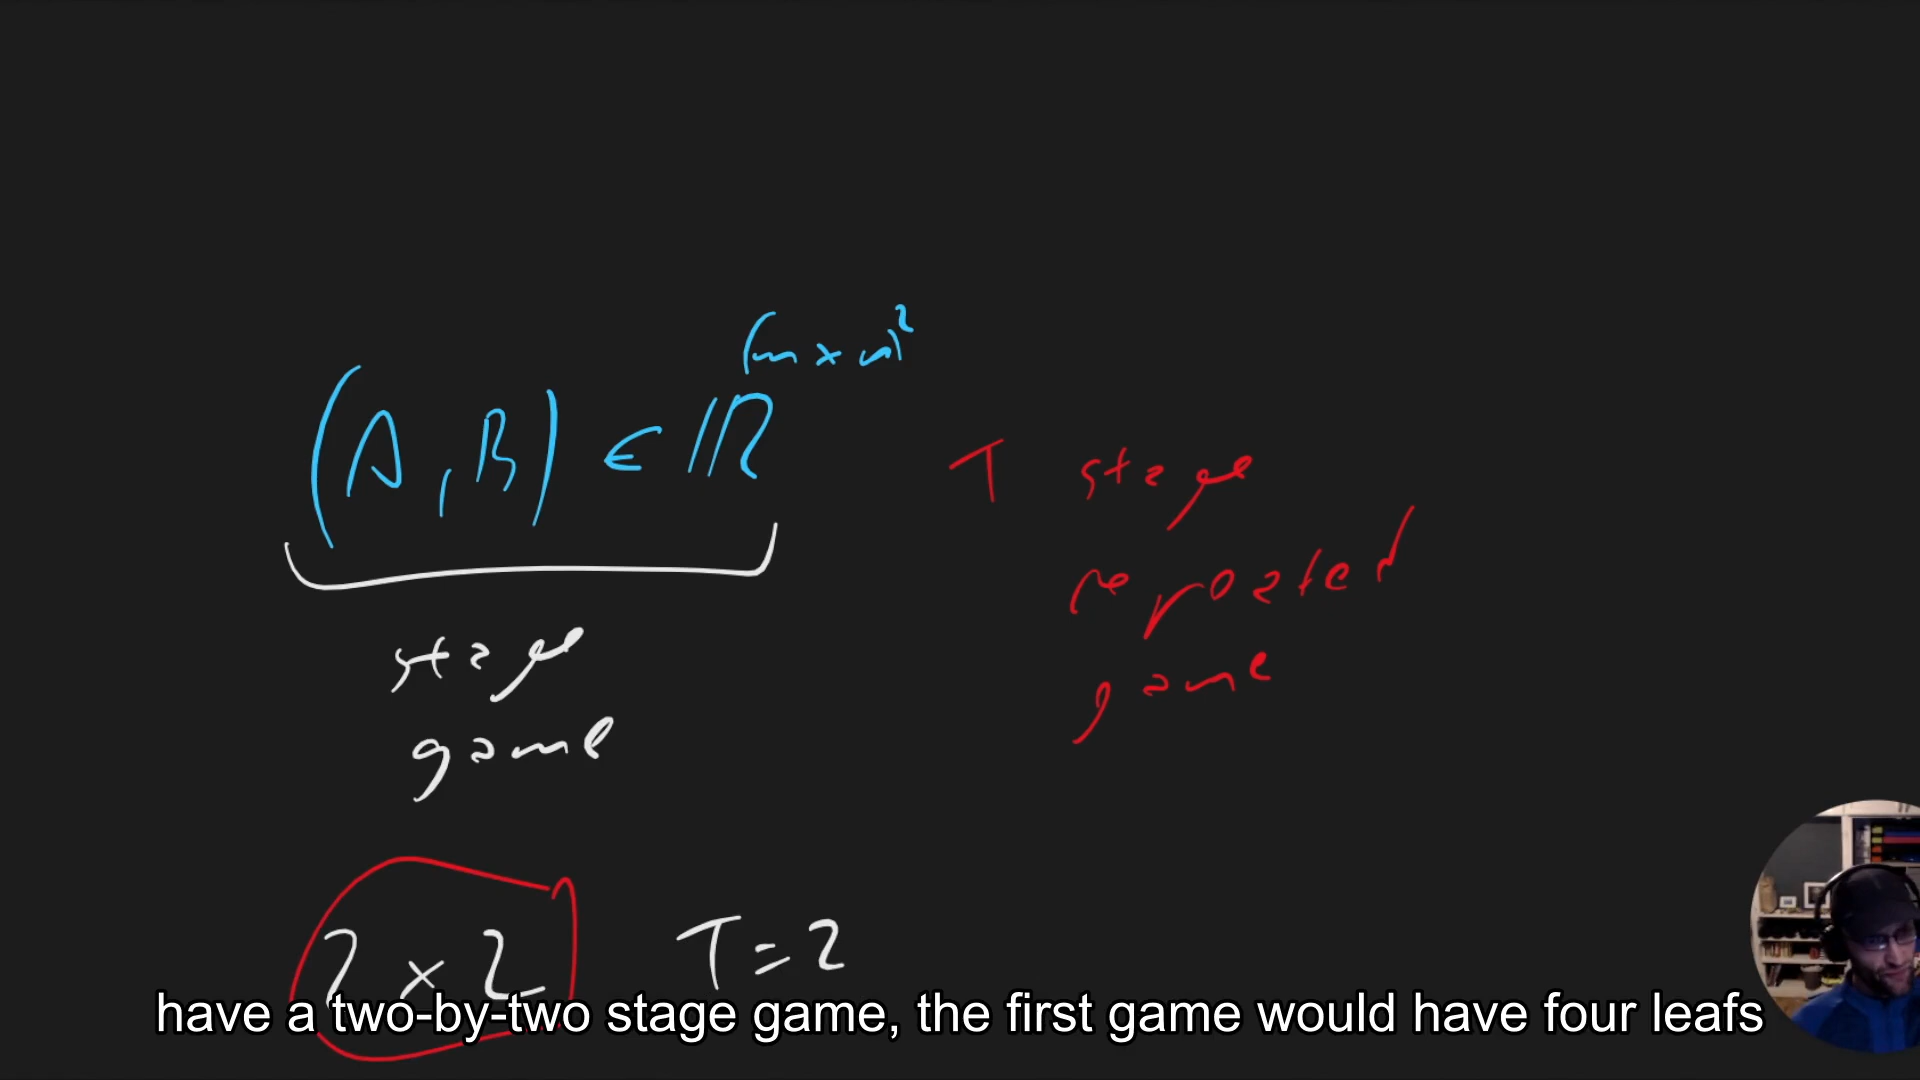 (A, B) ∈ ℝ^{(m × n)^2}
T stage
repeated
game
stage
game
2 × 2 T = 2
have a two-by-two stage game, the first game would have four leafs